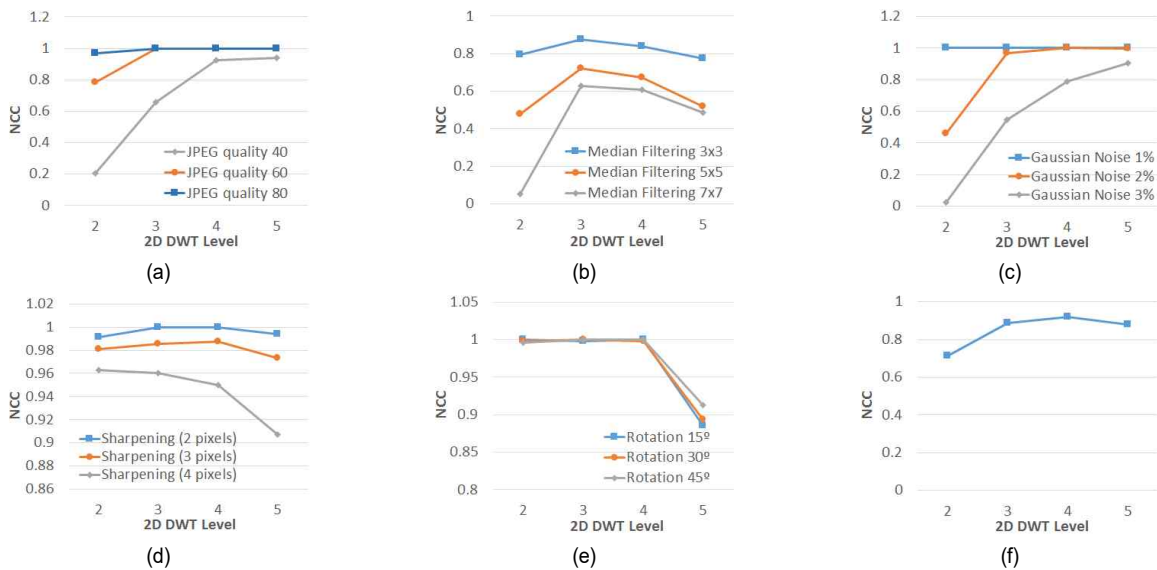 1.2
1
0.8
0.6
0.4
0.2
0
NCC
JPEG quality 40
JPEG quality 60
JPEG quality 80
2 3 4 5
2D DWT Level
(a)
1
0.8
0.6
0.4
0.2
0
NCC
Median Filtering 3x3
Median Filtering 5x5
Median Filtering 7x7
2 3 4 5
2D DWT Level
(b)
1.2
1
0.8
0.6
0.4
0.2
0
NCC
Gaussian Noise 1%
Gaussian Noise 2%
Gaussian Noise 3%
2 3 4 5
2D DWT Level
(c)
1.02
1
0.98
0.96
0.94
0.92
0.9
0.88
0.86
NCC
Sharpening (2 pixels)
Sharpening (3 pixels)
Sharpening (4 pixels)
2 3 4 5
2D DWT Level
(d)
1.05
1
0.95
0.9
0.85
0.8
NCC
Rotation 15º
Rotation 30º
Rotation 45º
2 3 4 5
2D DWT Level
(e)
1
0.8
0.6
0.4
0.2
0
NCC
2 3 4 5
2D DWT Level
(f)